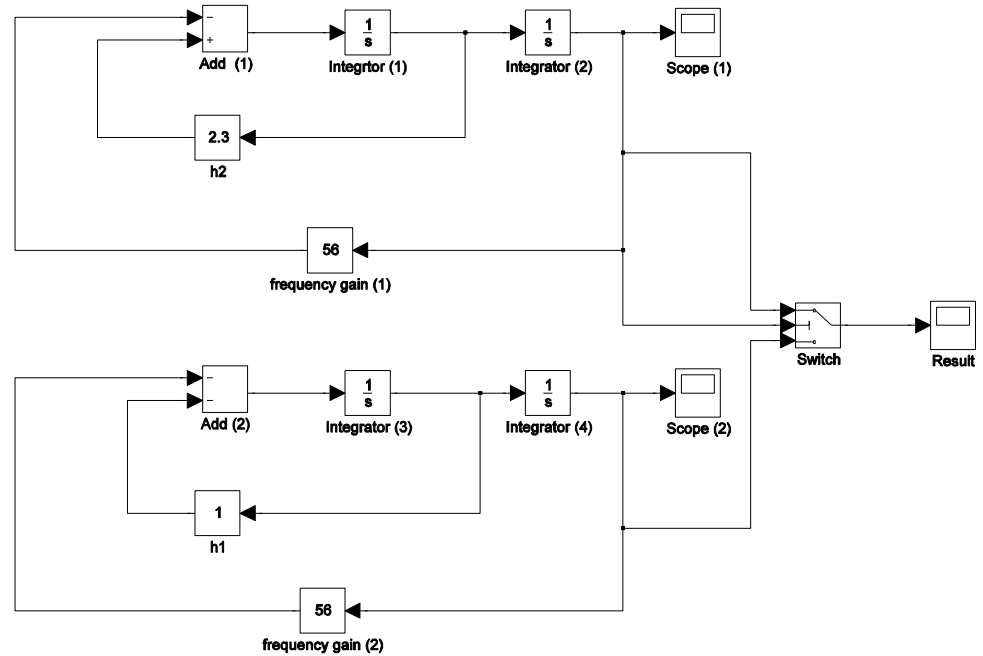 −
+
Add (1)
1
s
Integrtor (1)
1
s
Integrator (2)
Scope (1)
2.3
h2
56
frequency gain (1)
Switch
Result
−
−
Add (2)
1
s
Integrator (3)
1
s
Integrator (4)
Scope (2)
1
h1
56
frequency gain (2)